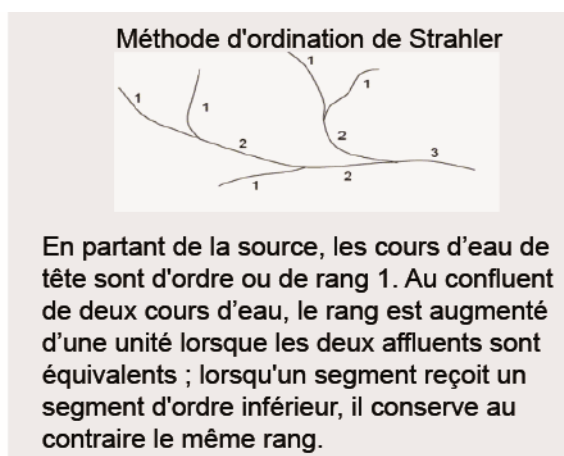 Méthode d'ordination de Strahler
1
1
1
1
2
2
3
1
2
En partant de la source, les cours d’eau de
tête sont d'ordre ou de rang 1. Au confluent
de deux cours d’eau, le rang est augmenté
d’une unité lorsque les deux affluents sont
équivalents ; lorsqu'un segment reçoit un
segment d'ordre inférieur, il conserve au
contraire le même rang.